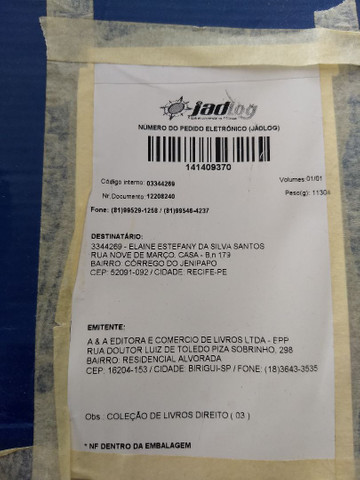 jadlog
NÚMERO DO PEDIDO ELETRÔNICO (JADLOG)
141409370
Código interno: 03344269
Volumes: 01/01
Nr. Documento: 12208240
Peso(g): 1130
Fone: (81)99529-1258 / (81)99546-4237
DESTINATÁRIO:
3344269 - ELAINE ESTEFANY DA SILVA SANTOS
RUA NOVE DE MARÇO, CASA - B,n 179
BAIRRO: CÓRREGO DO JENIPAPO
CEP: 52091-092 / CIDADE: RECIFE-PE
EMITENTE:
A & A EDITORA E COMERCIO DE LIVROS LTDA - EPP
RUA DOUTOR LUIZ DE TOLEDO PIZA SOBRINHO, 298
BAIRRO: RESIDENCIAL ALVORADA
CEP: 16204-153 / CIDADE: BIRIGUI-SP / FONE: (18)3643-3535
Obs.: COLEÇÃO DE LIVROS DIREITO ( 03 )
* NF DENTRO DA EMBALAGEM